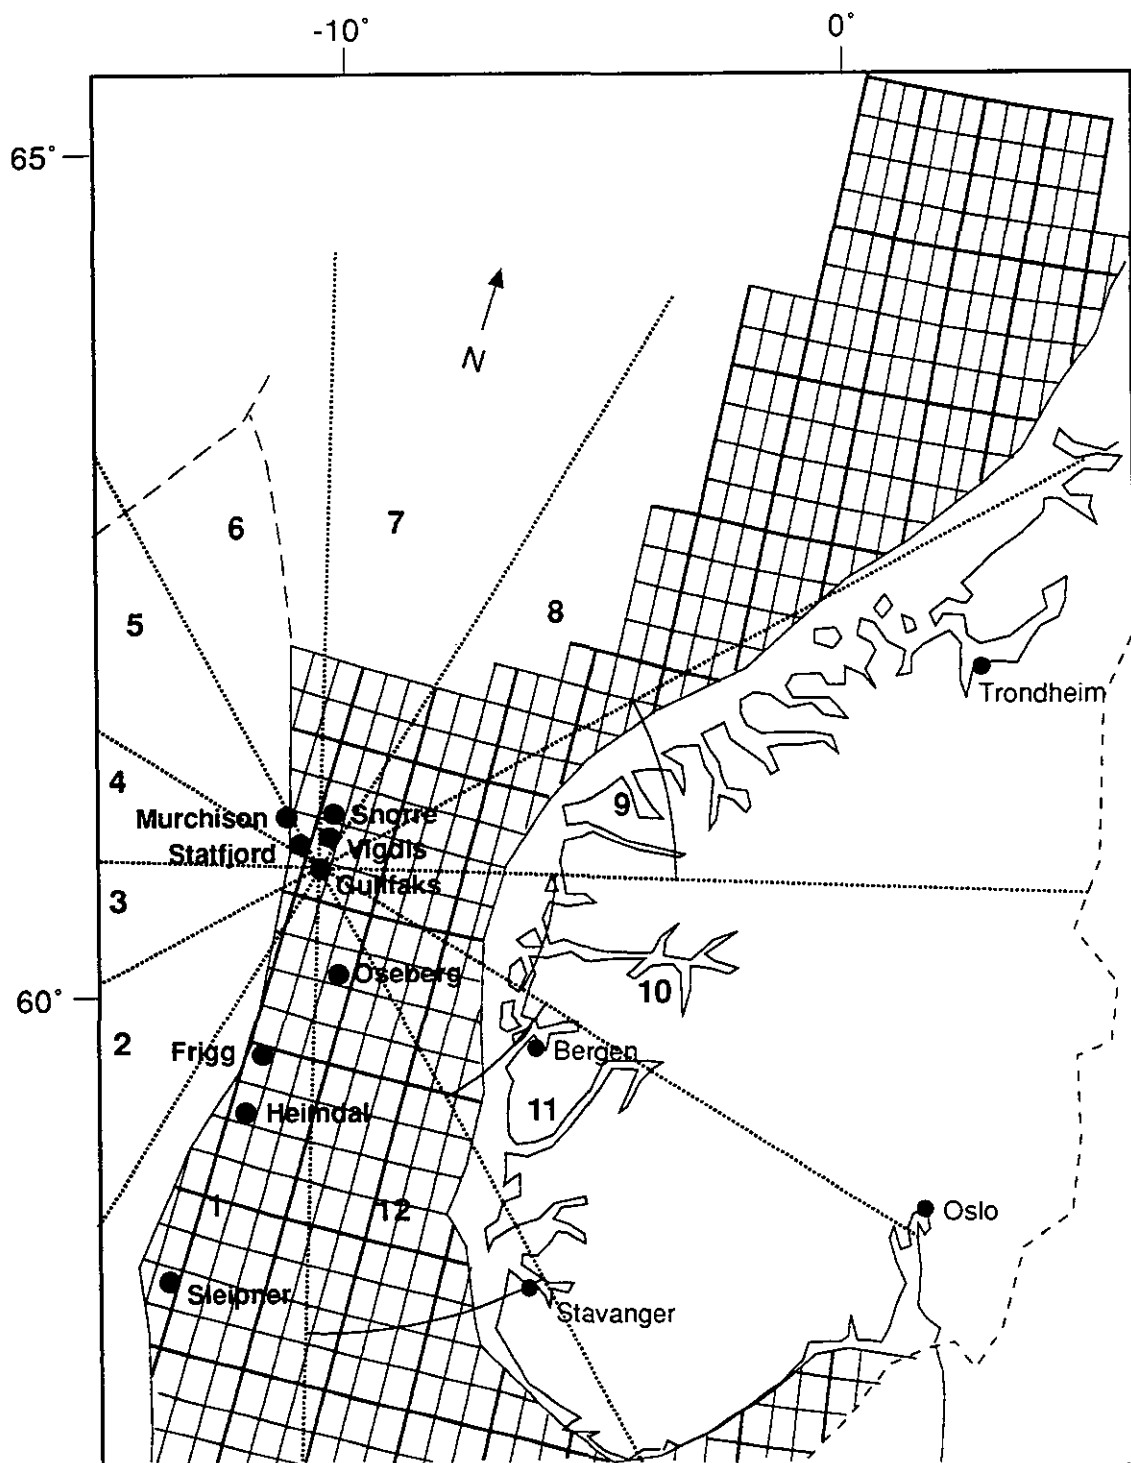 -10°
0°
65°
N
6
7
5
8
Trondheim
4
Murchison
Snorre
9
Statfjord
Vigdis
Gullfaks
3
Oseberg
10
60°
2
Frigg
Bergen
Heimdal
11
1
12
Oslo
Sleipner
Stavanger